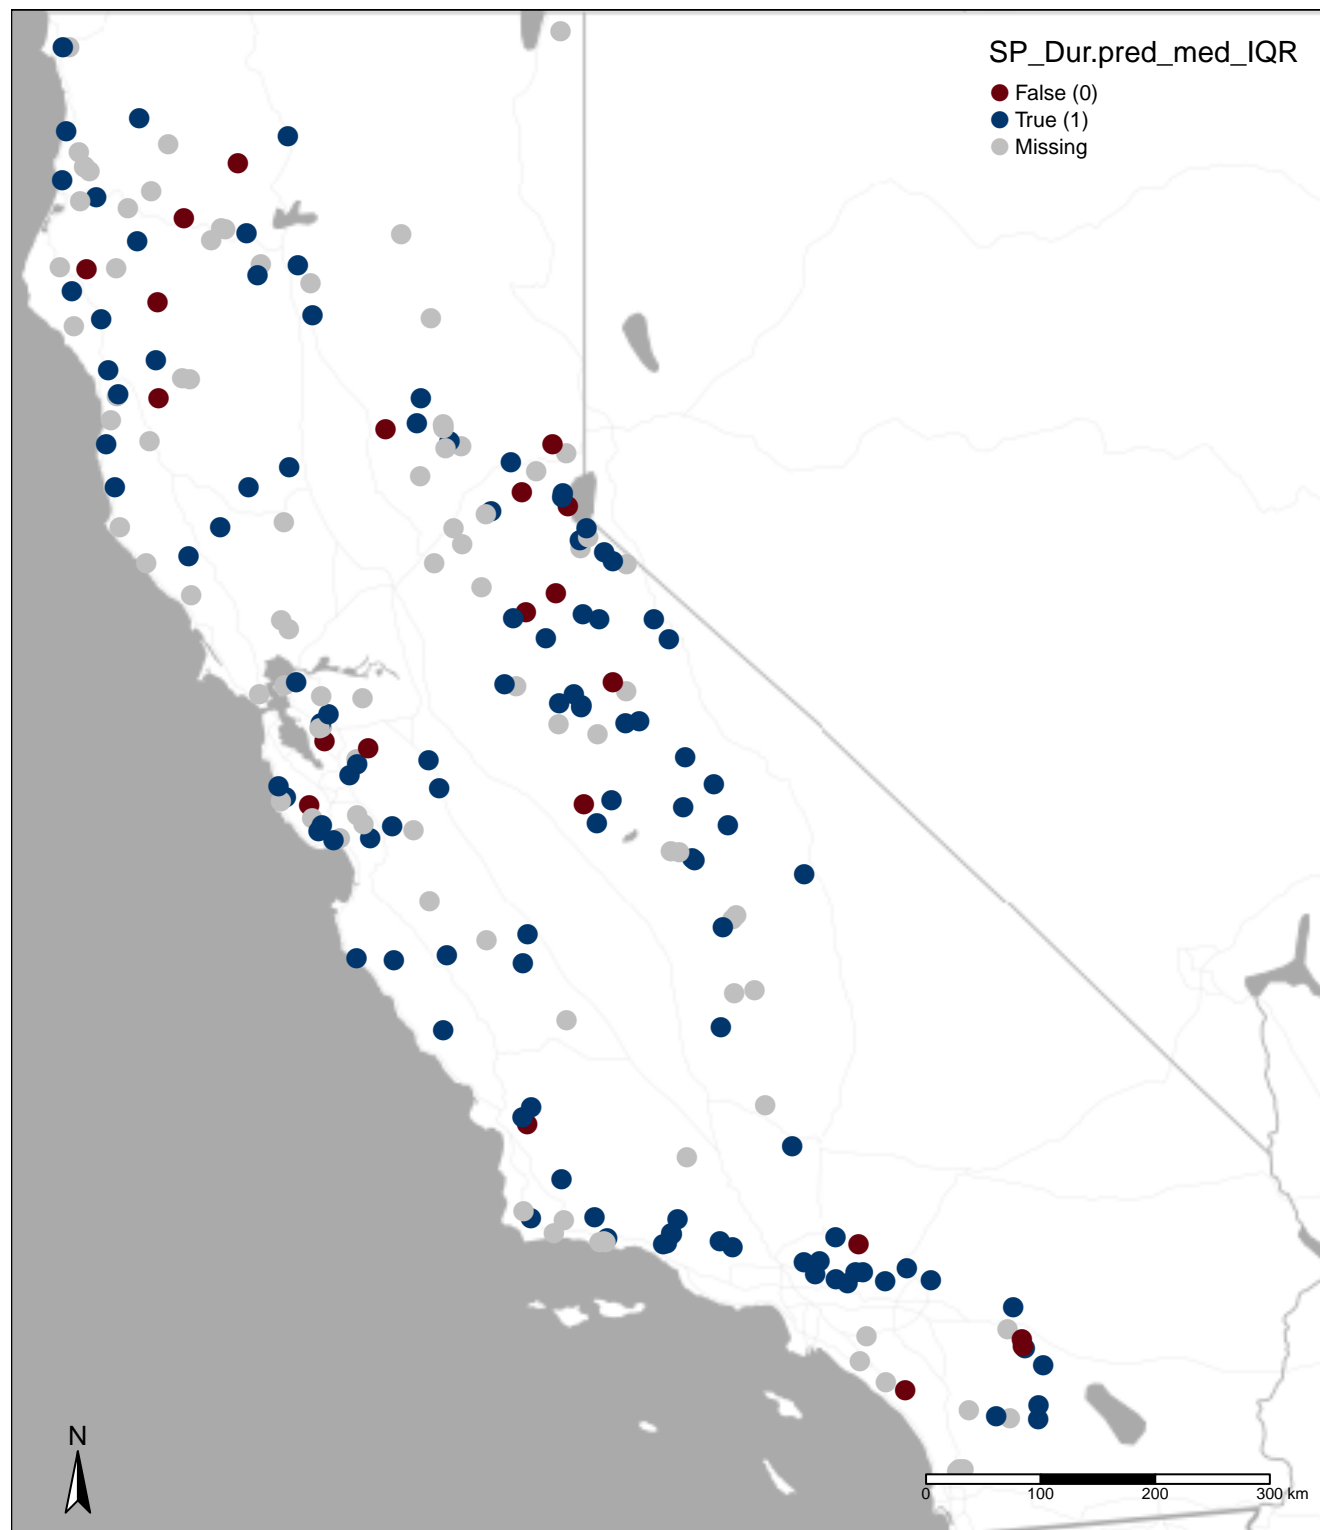 SP_Dur.pred_med_IQR
False (0)
True (1)
Missing
N
0 100 200 300 km